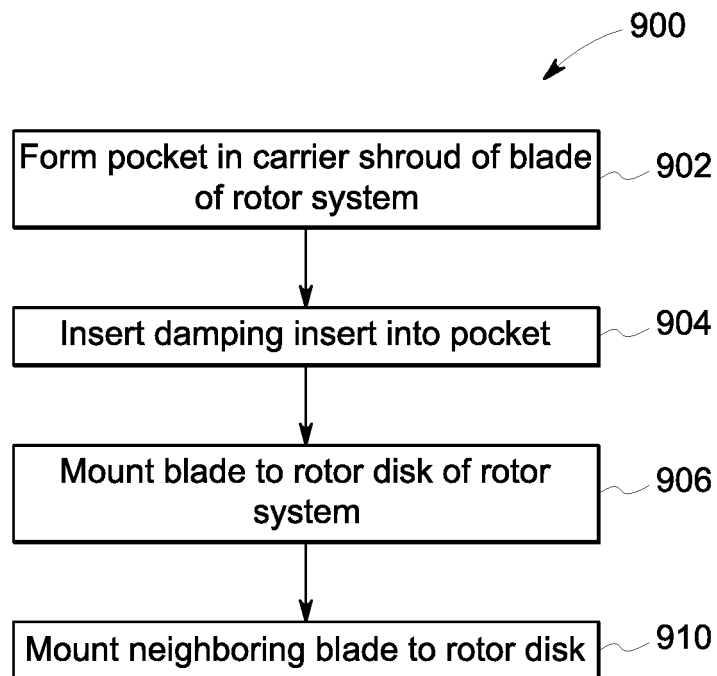 900
Form pocket in carrier shroud of blade
of rotor system
902
Insert damping insert into pocket
904
Mount blade to rotor disk of rotor
system
906
Mount neighboring blade to rotor disk
910